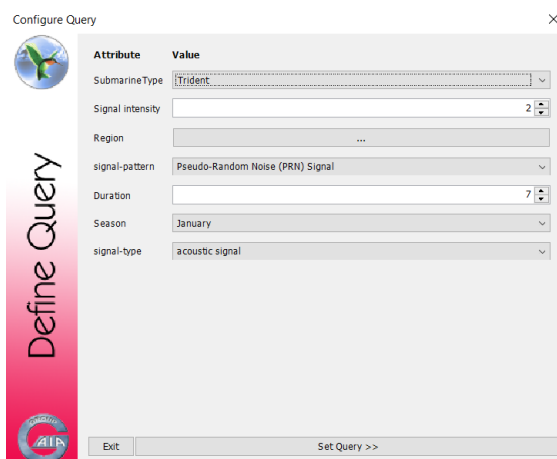 Configure Query
Attribute Value
SubmarineType Trident
Signal intensity 2
Region ...
signal-pattern Pseudo-Random Noise (PRN) Signal
Duration 7
Season January
signal-type acoustic signal
Define Query
GAIA
Exit Set Query >>